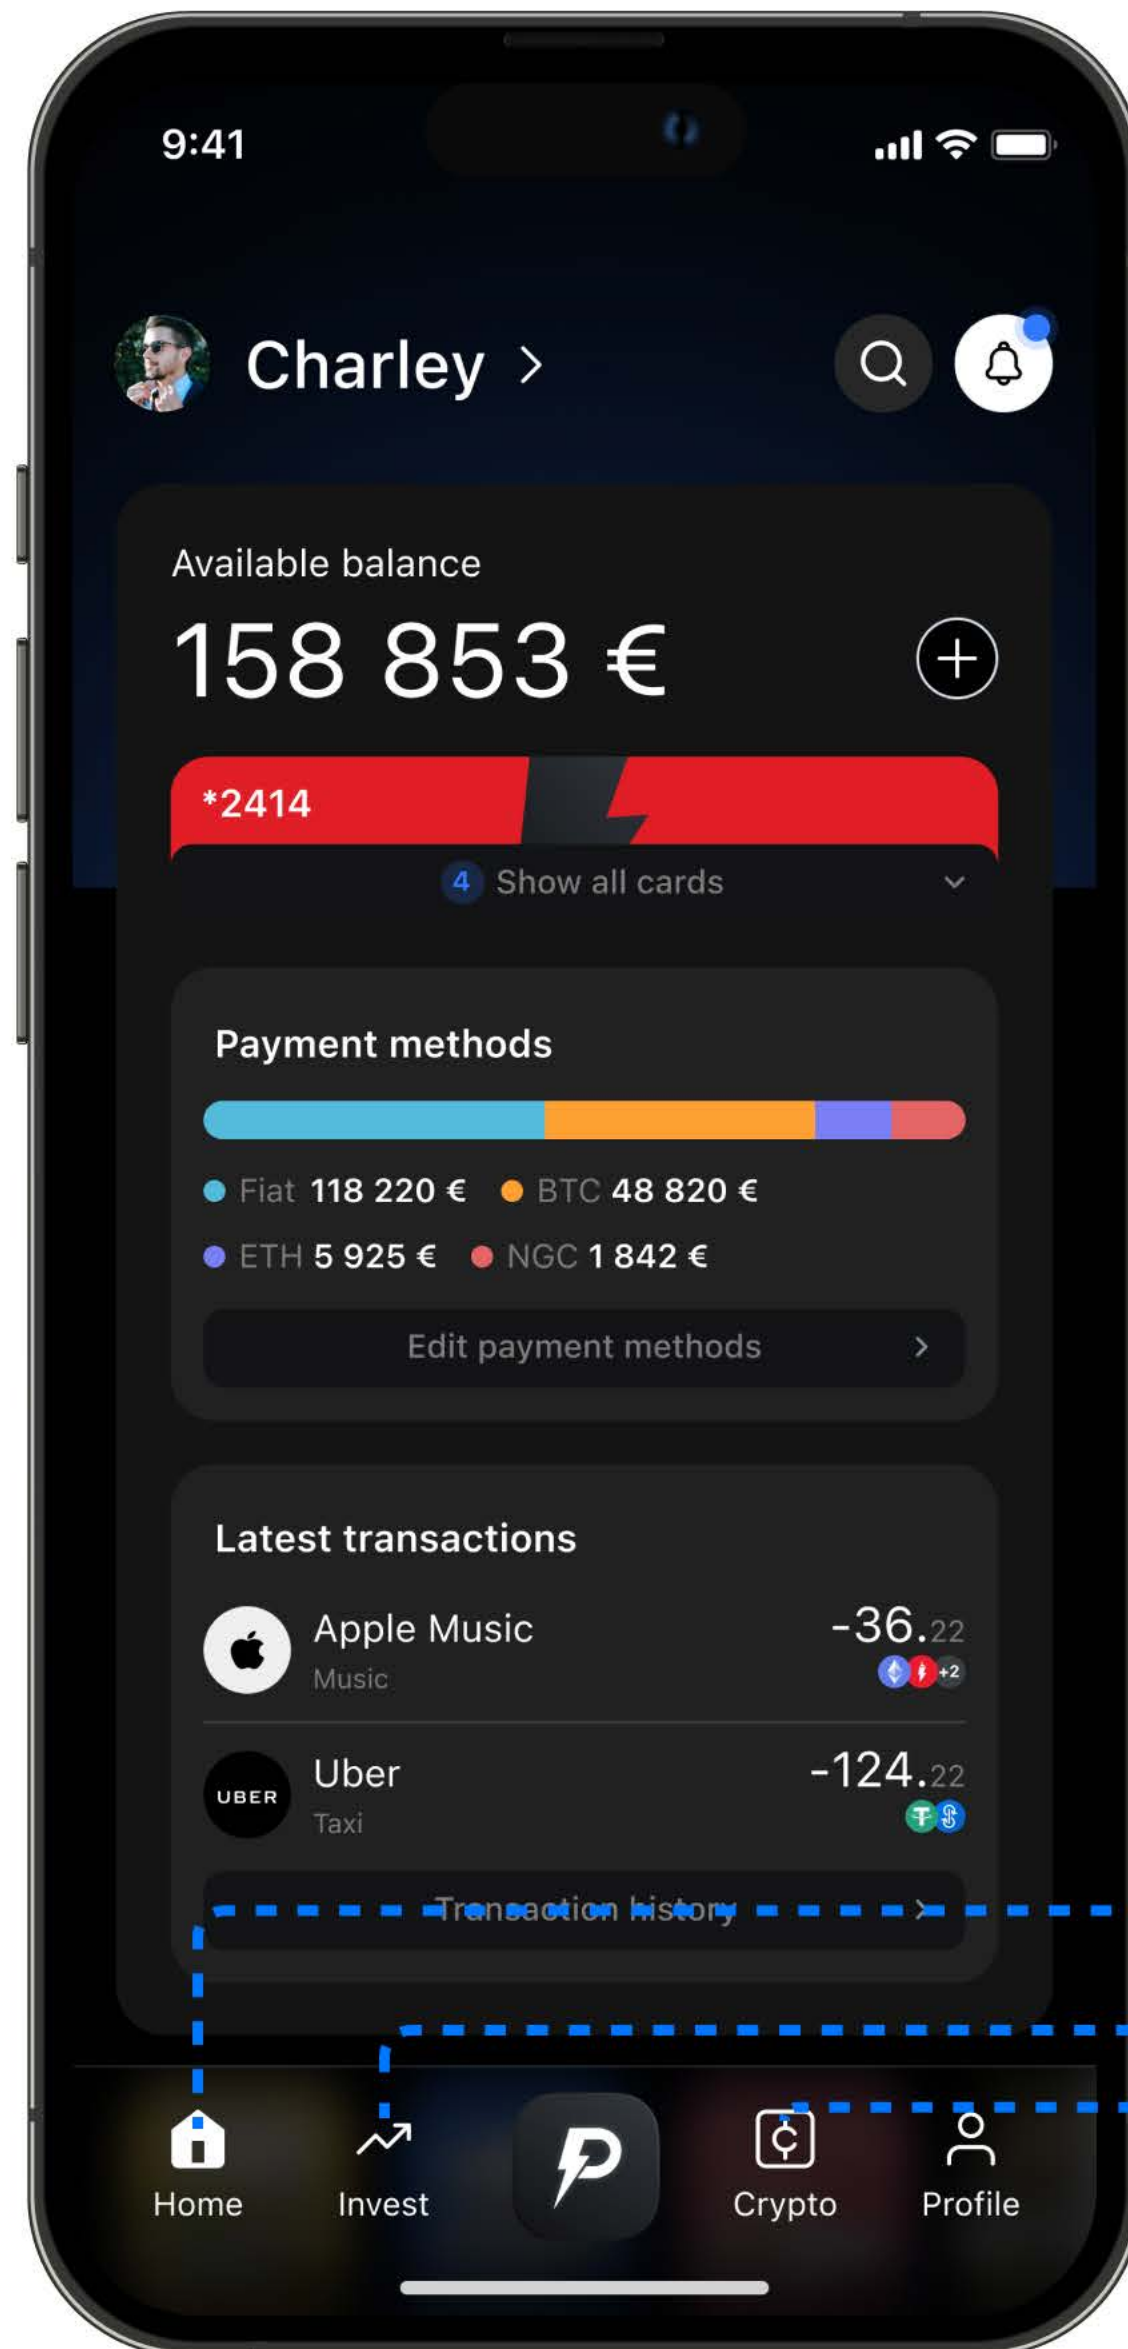 9:41
Charley
Available balance
158 853 €
*2414
4 Show all cards
Payment methods
Fiat 118 220 € BTC 48 820 €
ETH 5 925 € NGC 1 842 €
Edit payment methods
Latest transactions
Apple Music -36.22
Music +2
UBER Uber -124.22
Taxi
Transaction history
Home Invest Crypto Profile